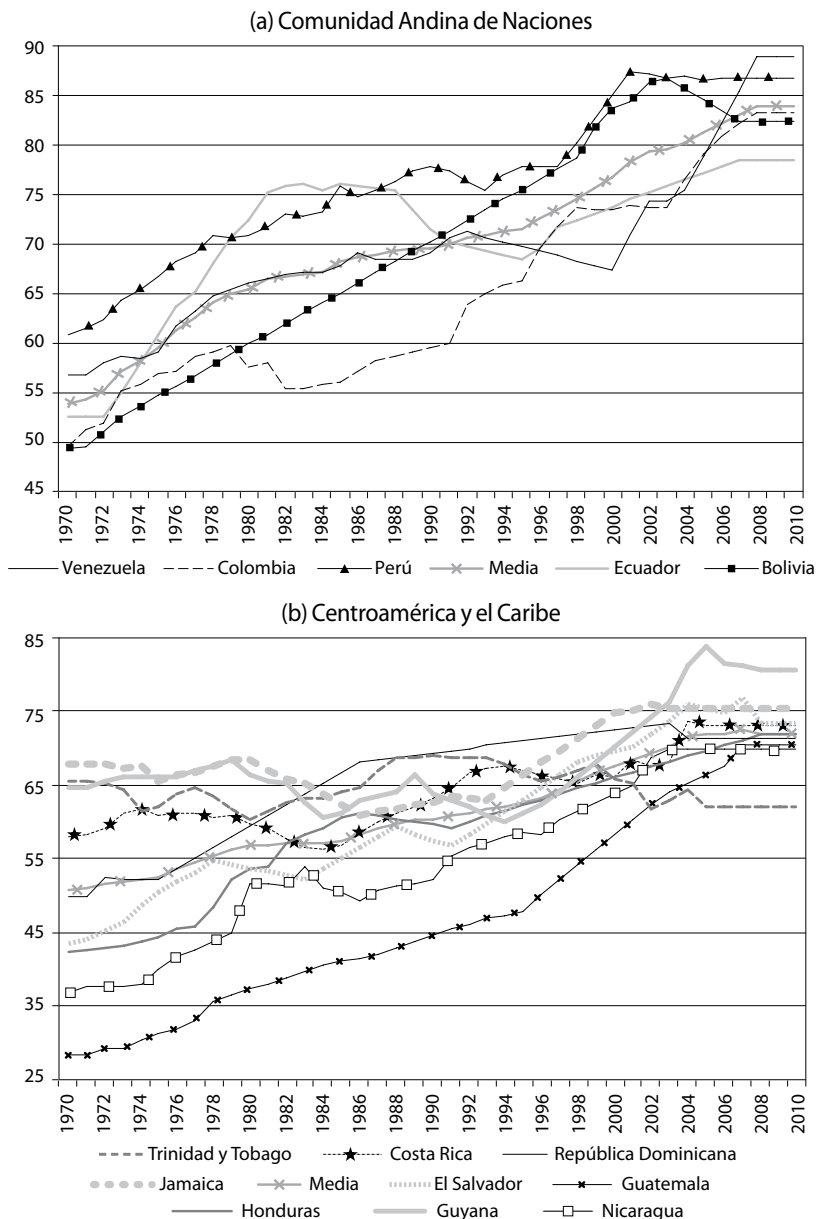 (a) Comunidad Andina de Naciones
90
85
80
75
70
65
60
55
50
45
1970 1972 1974 1976 1978 1980 1982 1984 1986 1988 1990 1992 1994 1996 1998 2000 2002 2004 2006 2008 2010
Venezuela Colombia Perú Media Ecuador Bolivia
(b) Centroamérica y el Caribe
85
75
65
55
45
35
25
1970 1972 1974 1976 1978 1980 1982 1984 1986 1988 1990 1992 1994 1996 1998 2000 2002 2004 2006 2008 2010
Trinidad y Tobago Costa Rica República Dominicana
Jamaica Media El Salvador Guatemala
Honduras Guyana Nicaragua